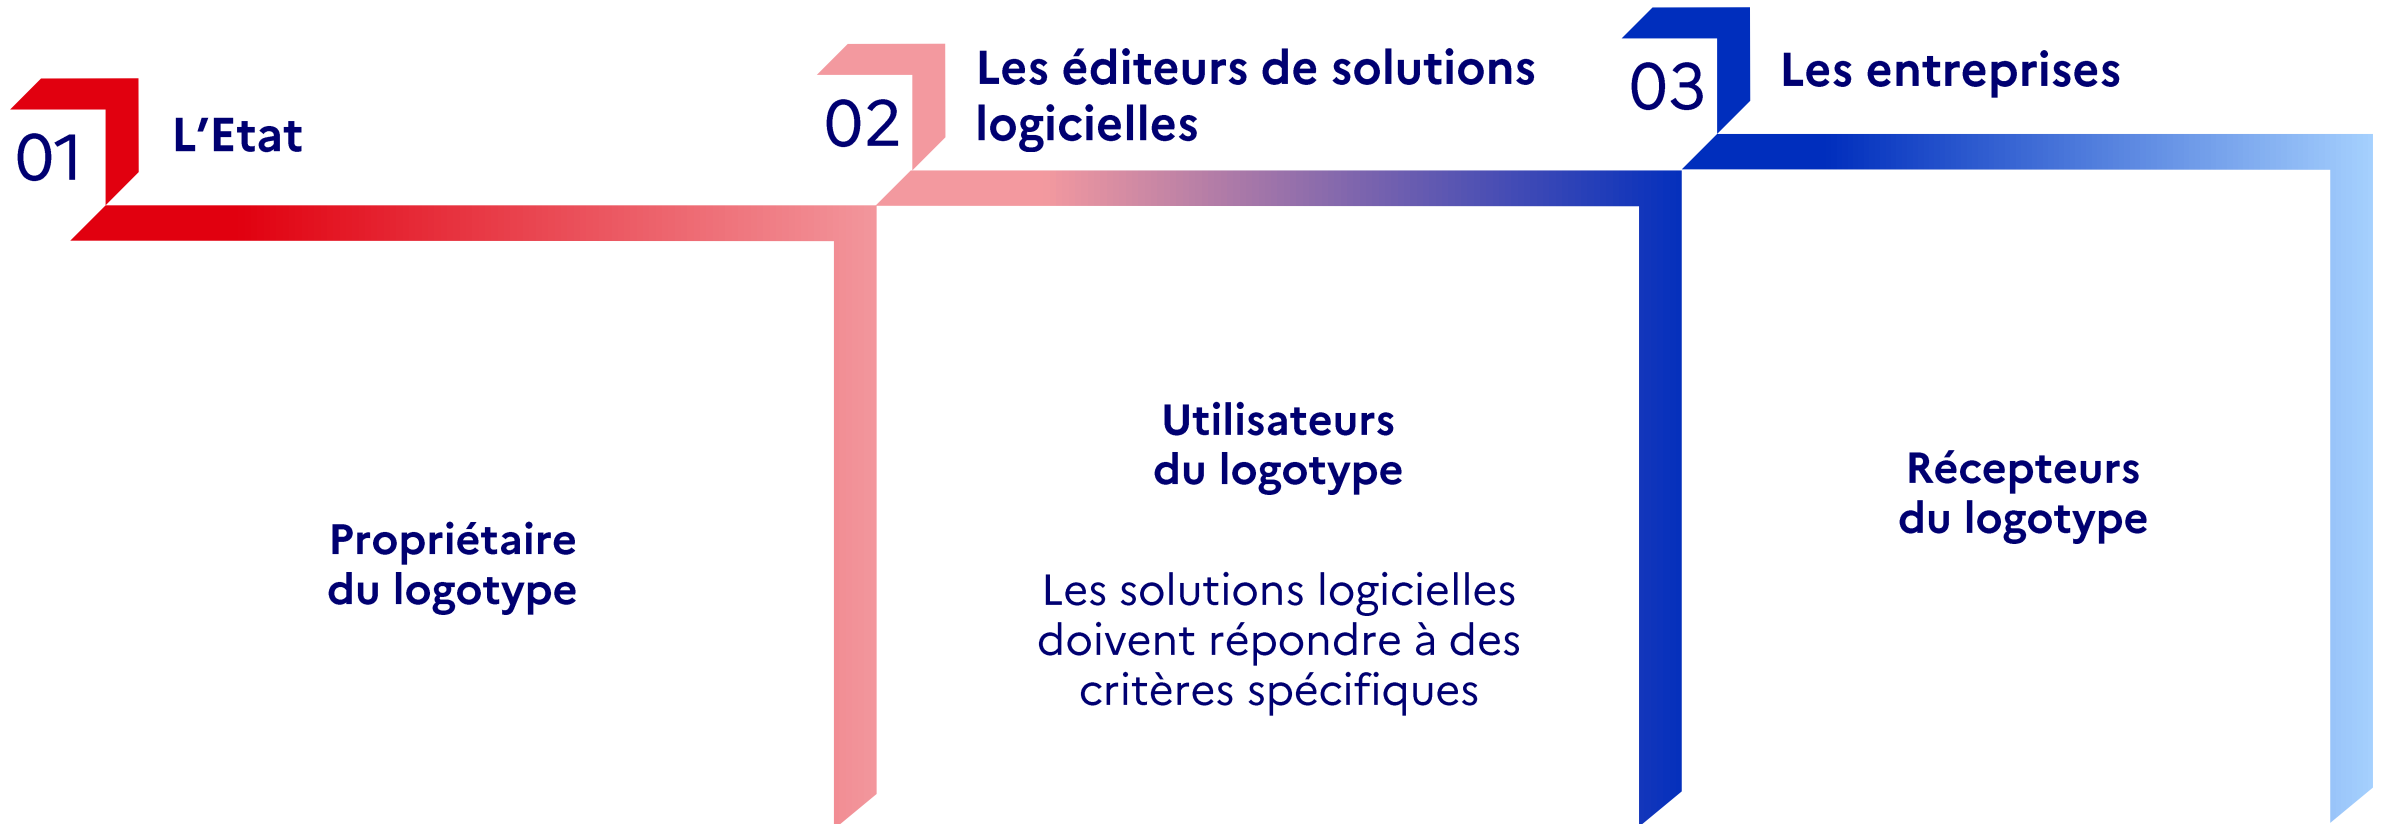 01
L’Etat
Propriétaire
du logotype
02
Les éditeurs de solutions
logicielles
Utilisateurs
du logotype
Les solutions logicielles
doivent répondre à des
critères spécifiques
03
Les entreprises
Récepteurs
du logotype